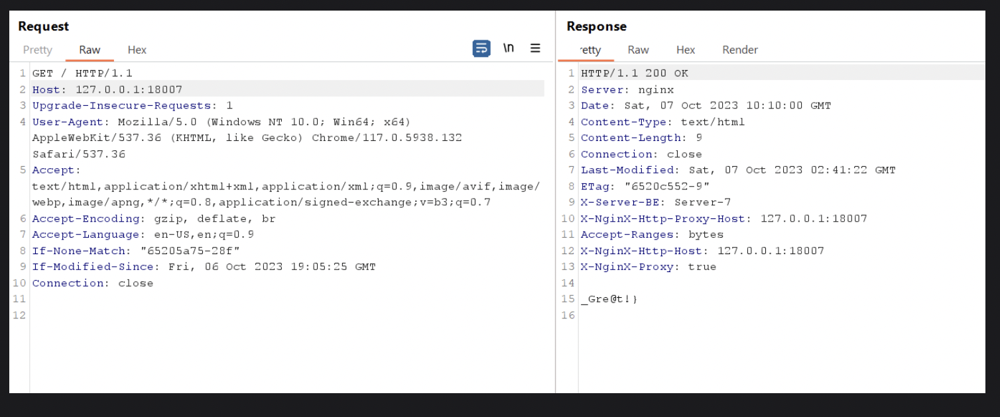 Request
Pretty Raw Hex
\n
1 GET / HTTP/1.1
2 Host: 127.0.0.1:18007
3 Upgrade-Insecure-Requests: 1
4 User-Agent: Mozilla/5.0 (Windows NT 10.0; Win64; x64)
AppleWebKit/537.36 (KHTML, like Gecko) Chrome/117.0.5938.132
Safari/537.36
5 Accept:
text/html,application/xhtml+xml,application/xml;q=0.9,image/avif,image/
webp,image/apng,*/*;q=0.8,application/signed-exchange;v=b3;q=0.7
6 Accept-Encoding: gzip, deflate, br
7 Accept-Language: en-US,en;q=0.9
8 If-None-Match: "65205a75-28f"
9 If-Modified-Since: Fri, 06 Oct 2023 19:05:25 GMT
10 Connection: close
11
12
Response
retty Raw Hex Render
1 HTTP/1.1 200 OK
2 Server: nginx
3 Date: Sat, 07 Oct 2023 10:10:00 GMT
4 Content-Type: text/html
5 Content-Length: 9
6 Connection: close
7 Last-Modified: Sat, 07 Oct 2023 02:41:22 GMT
8 ETag: "6520c552-9"
9 X-Server-BE: Server-7
10 X-NginX-Http-Proxy-Host: 127.0.0.1:18007
11 Accept-Ranges: bytes
12 X-NginX-Http-Host: 127.0.0.1:18007
13 X-NginX-Proxy: true
14
15 _Gre@t!}
16